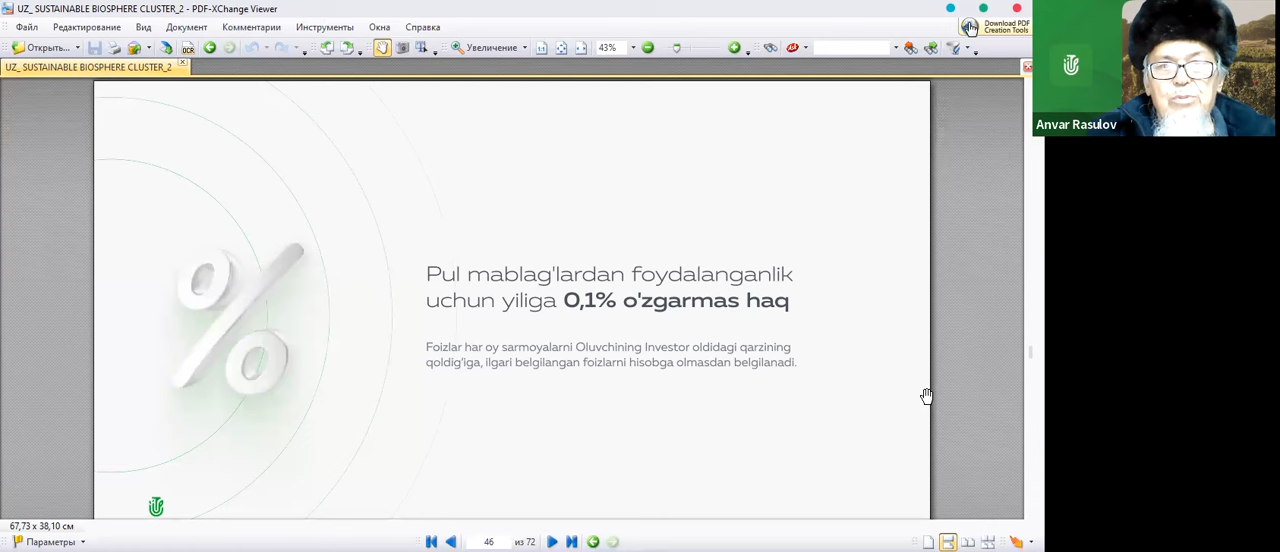 UZ_ SUSTAINABLE BIOSPHERE CLUSTER_2 - PDF-XChange Viewer
Файл Редактирование Вид Документ Комментарии Инструменты Окна Справка
Download PDF
Creation Tools
Открыть... OCR Увеличение 43%
UZ_ SUSTAINABLE BIOSPHERE CLUSTER_2
Anvar Rasulov
Pul mablag'lardan foydalanganlik
uchun yiliga 0,1% o'zgarmas haq
Foizlar har oy sarmoyalarni Oluvchining Investor oldidagi qarzining
qoldig'iga, ilgari belgilangan foizlarni hisobga olmasdan belgilanadi.
67,73 x 38,10 см
Параметры 46 из 72